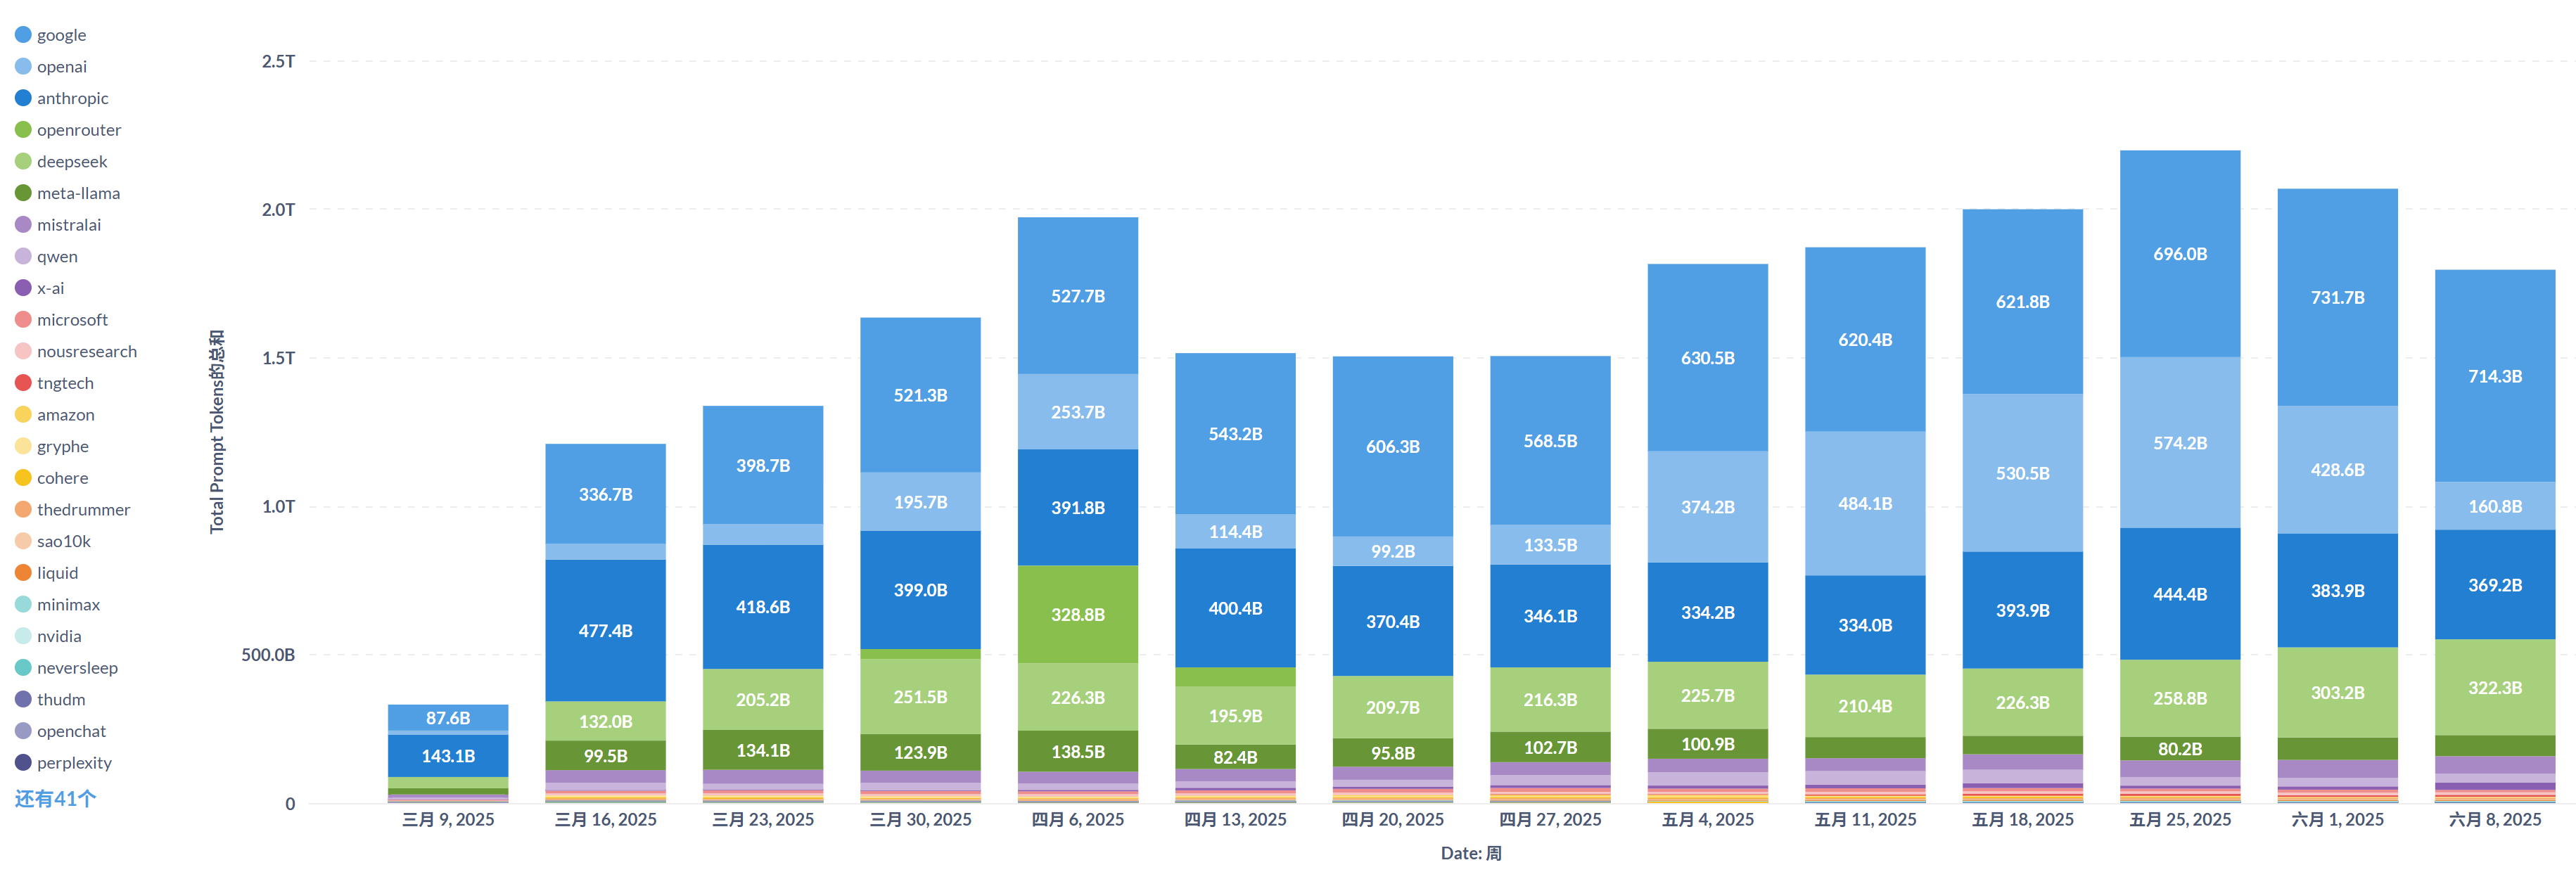 google
openai
anthropic
openrouter
deepseek
meta-llama
mistralai
qwen
x-ai
microsoft
nousresearch
tngtech
amazon
gryphe
cohere
thedrummer
sao10k
liquid
minimax
nvidia
neversleep
thudm
openchat
perplexity
还有41个
Total Prompt Tokens的总和
2.5T
2.0T
1.5T
1.0T
500.0B
0
87.6B
143.1B
336.7B
477.4B
132.0B
99.5B
398.7B
418.6B
205.2B
134.1B
521.3B
195.7B
399.0B
251.5B
123.9B
527.7B
253.7B
391.8B
328.8B
226.3B
138.5B
543.2B
114.4B
400.4B
195.9B
82.4B
606.3B
99.2B
370.4B
209.7B
95.8B
568.5B
133.5B
346.1B
216.3B
102.7B
630.5B
374.2B
334.2B
225.7B
100.9B
620.4B
484.1B
334.0B
210.4B
621.8B
530.5B
393.9B
226.3B
696.0B
574.2B
444.4B
258.8B
80.2B
731.7B
428.6B
383.9B
303.2B
714.3B
160.8B
369.2B
322.3B
三月 9, 2025
三月 16, 2025
三月 23, 2025
三月 30, 2025
四月 6, 2025
四月 13, 2025
四月 20, 2025
四月 27, 2025
五月 4, 2025
五月 11, 2025
五月 18, 2025
五月 25, 2025
六月 1, 2025
六月 8, 2025
Date: 周